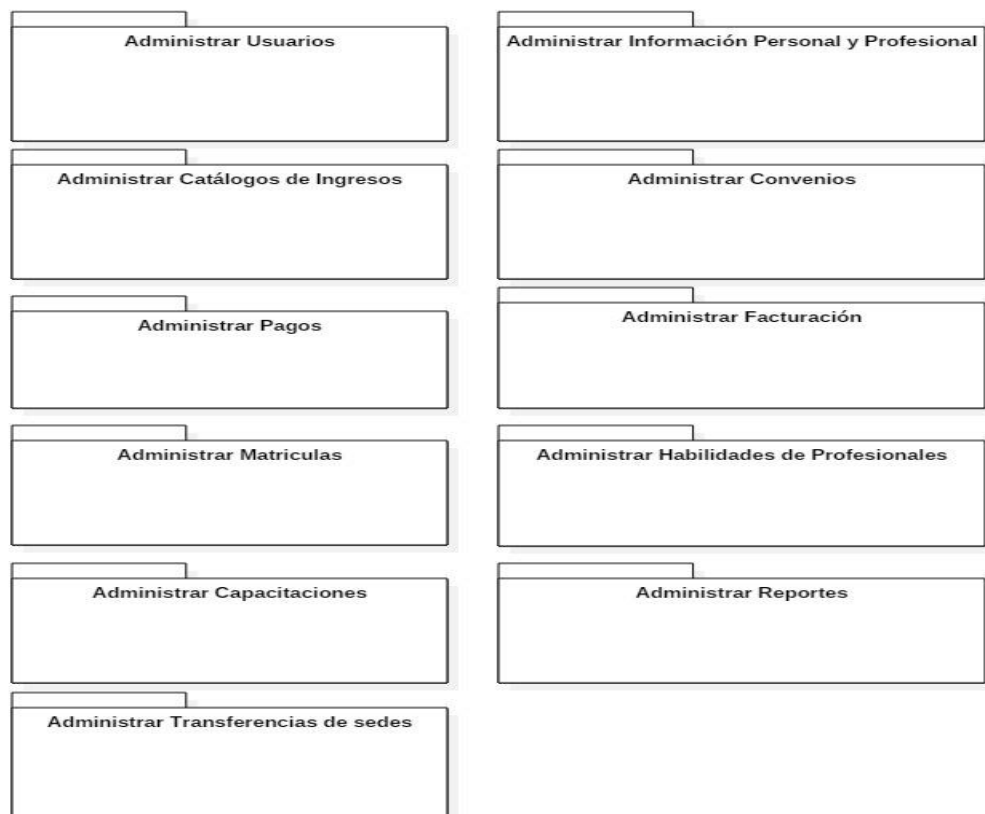 Administrar Usuarios
Administrar Información Personal y Profesional
Administrar Catálogos de Ingresos
Administrar Convenios
Administrar Pagos
Administrar Facturación
Administrar Matriculas
Administrar Habilidades de Profesionales
Administrar Capacitaciones
Administrar Reportes
Administrar Transferencias de sedes